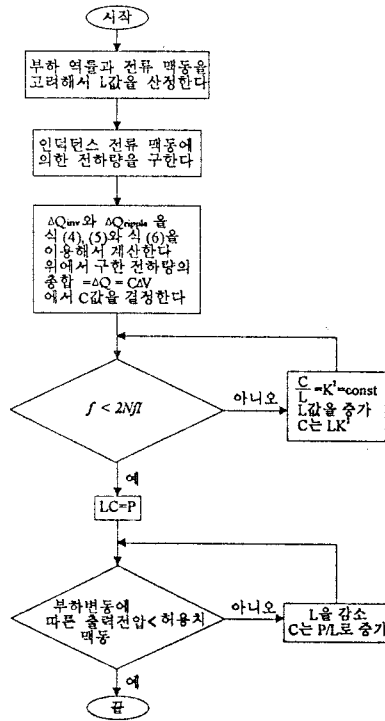 시작
부하 역률과 전류 맥동을
고려해서 L값을 산정한다
인덕턴스 전류 맥동에
의한 전하량을 구한다
ΔQinv와 ΔQripple 을
식 (4), (5)와 식 (6)을
이용해서 계산한다
위에서 구한 전하량의
총합 =ΔQ = CΔV
에서 C값을 결정한다
f < 2Nfl
아니오
C/L =K²=const
L값을 증가
C는 LK²
예
LC=P
부하변동에
따른 출력전압< 허용치
맥동
아니오
L을 감소
C는 P/L로 증가
예
끝